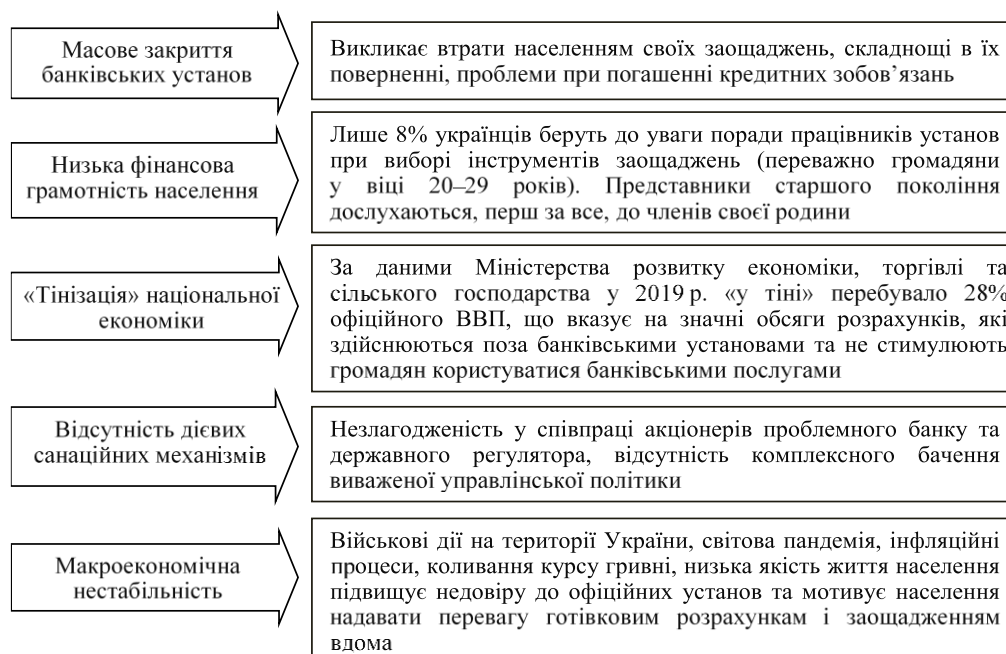 Масове закриття
банківських установ
Викликає втрати населенням своїх заощаджень, складнощі в їх
поверненні, проблеми при погашенні кредитних зобов’язань
Низька фінансова
грамотність населення
Лише 8% українців беруть до уваги поради працівників установ
при виборі інструментів заощаджень (переважно громадяни
у віці 20–29 років). Представники старшого покоління
дослухаються, перш за все, до членів своєї родини
«Тінізація» національної
економіки
За даними Міністерства розвитку економіки, торгівлі та
сільського господарства у 2019 р. «у тіні» перебувало 28%
офіційного ВВП, що вказує на значні обсяги розрахунків, які
здійснюються поза банківськими установами та не стимулюють
громадян користуватися банківськими послугами
Відсутність дієвих
санаційних механізмів
Незлагодженість у співпраці акціонерів проблемного банку та
державного регулятора, відсутність комплексного бачення
виваженої управлінської політики
Макроекономічна
нестабільність
Військові дії на території України, світова пандемія, інфляційні
процеси, коливання курсу гривні, низька якість життя населення
підвищує недовіру до офіційних установ та мотивує населення
надавати перевагу готівковим розрахункам і заощадженням
вдома